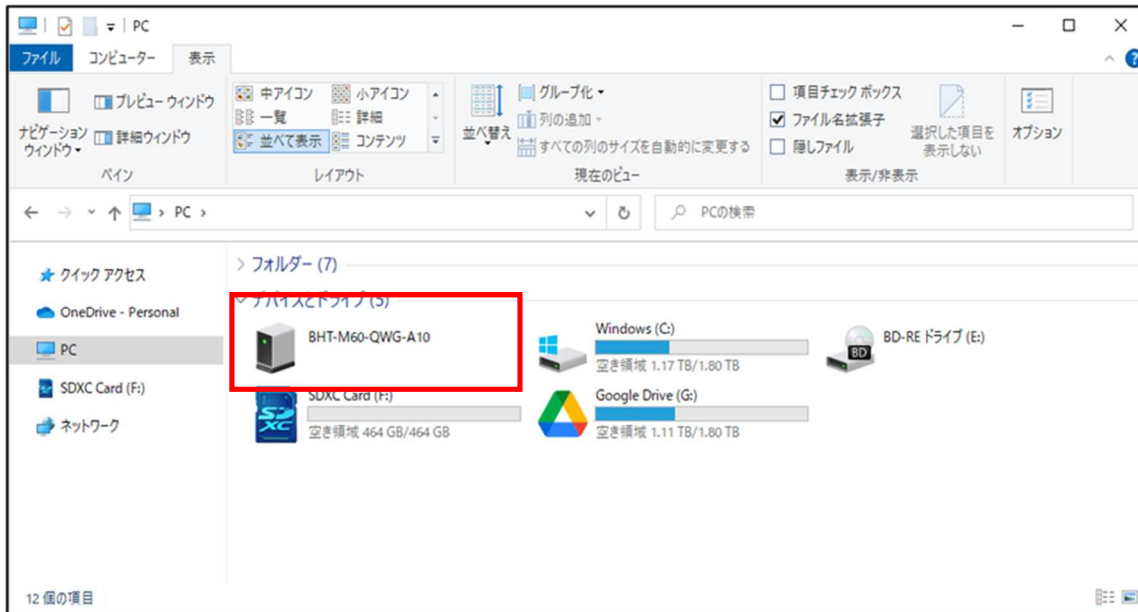 PC
ファイル コンピューター 表示
ナビゲーション ウィンドウ
プレビュー ウィンドウ
詳細ウィンドウ
ペイン
中アイコン 小アイコン
一覧 詳細
並べて表示 コンテンツ
レイアウト
並べ替え
グループ化
列の追加
すべての列のサイズを自動的に変更する
現在のビュー
項目チェック ボックス
ファイル名拡張子
隠しファイル
選択した項目を
表示しない
表示/非表示
オプション
PC
PCの検索
クイック アクセス
OneDrive - Personal
PC
SDXC Card (F:)
ネットワーク
フォルダー (7)
デバイスとドライブ (5)
BHT-M60-QWG-A10
Windows (C:)
空き領域 1.17 TB/1.80 TB
BD-RE ドライブ (E:)
BD
SDXC Card (F:)
空き領域 464 GB/464 GB
Google Drive (G:)
空き領域 1.11 TB/1.80 TB
12 個の項目